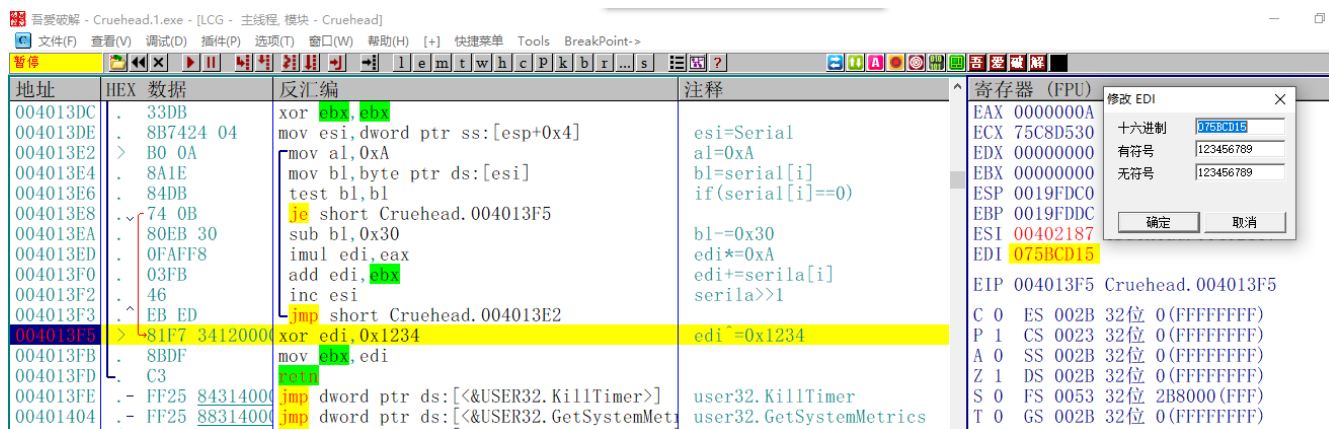 吾爱破解 - Cruehead.1.exe - [LCG - 主线程, 模块 - Cruehead]
文件(F) 查看(V) 调试(D) 插件(P) 选项(T) 窗口(W) 帮助(H) [+] 快捷菜单 Tools BreakPoint->
暂停 l e m t w h c P k b r ... s ? 吾 爱 破 解
地址 HEX 数据 反汇编 注释 寄存器 (FPU)
004013DC . 33DB xor ebx,ebx
004013DE . 8B7424 04 mov esi,dword ptr ss:[esp+0x4] esi=Serial
004013E2 > B0 0A mov al,0xA al=0xA
004013E4 . 8A1E mov bl,byte ptr ds:[esi] bl=serial[i]
004013E6 . 84DB test bl,bl if(serial[i]==0)
004013E8 . 74 0B je short Cruehead.004013F5
004013EA . 80EB 30 sub bl,0x30 bl-=0x30
004013ED . 0FAFF8 imul edi,eax edi*=0xA
004013F0 . 03FB add edi,ebx edi+=serila[i]
004013F2 . 46 inc esi serila>>1
004013F3 .^ EB ED jmp short Cruehead.004013E2
004013F5 > 81F7 34120000 xor edi,0x1234 edi^=0x1234
004013FB . 8BDF mov ebx,edi
004013FD . C3 retn
004013FE .- FF25 84314000 jmp dword ptr ds:[<&USER32.KillTimer>] user32.KillTimer
00401404 .- FF25 88314000 jmp dword ptr ds:[<&USER32.GetSystemMetr user32.GetSystemMetrics
EAX 0000000A
ECX 75C8D530
EDX 00000000
EBX 00000000
ESP 0019FDC0
EBP 0019FDDC
ESI 00402187
EDI 075BCD15
EIP 004013F5 Cruehead.004013F5
C 0 ES 002B 32位 0(FFFFFFFF)
P 1 CS 0023 32位 0(FFFFFFFF)
A 0 SS 002B 32位 0(FFFFFFFF)
Z 1 DS 002B 32位 0(FFFFFFFF)
S 0 FS 0053 32位 2B8000(FFF)
T 0 GS 002B 32位 0(FFFFFFFF)
修改 EDI
十六进制 075BCD15
有符号 123456789
无符号 123456789
确定 取消